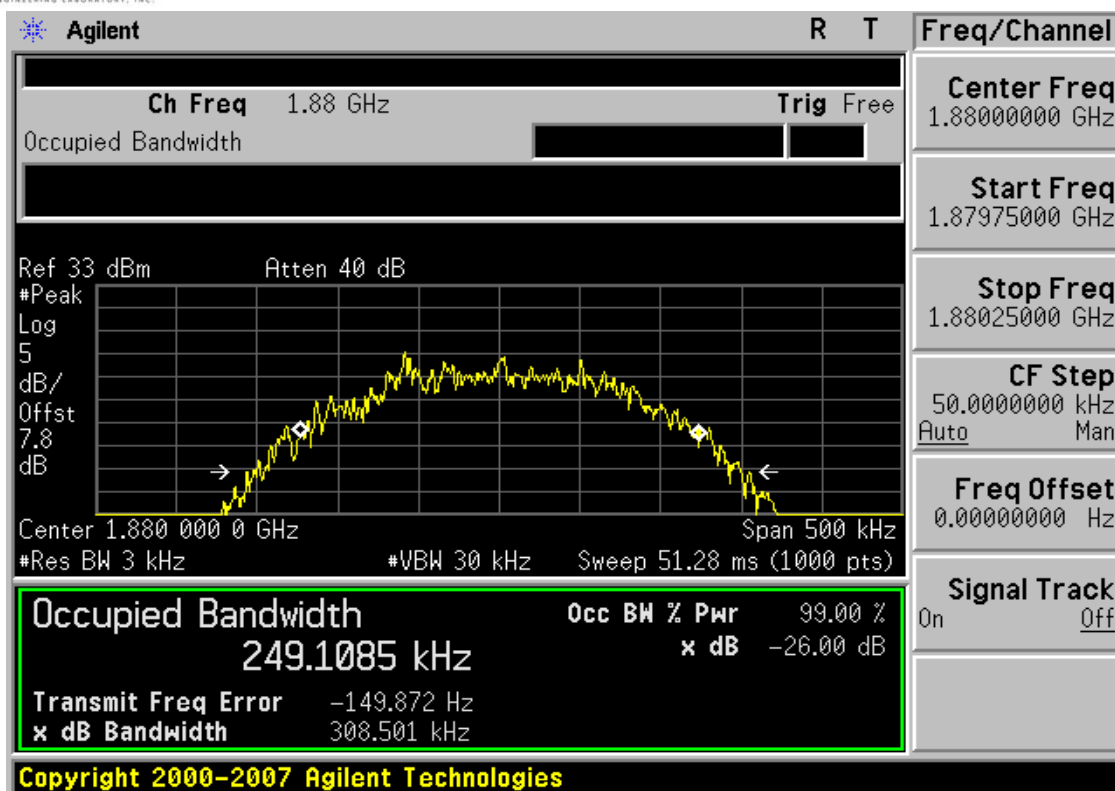 ENGINEERING LABORATORY, INC.
Agilent R T
Ch Freq 1.88 GHz Trig Free
Occupied Bandwidth
Ref 33 dBm Atten 40 dB
#Peak
Log
5
dB/
Offst
7.8
dB
Center 1.880 000 0 GHz Span 500 kHz
#Res BW 3 kHz #VBW 30 kHz Sweep 51.28 ms (1000 pts)
Occupied Bandwidth
249.1085 kHz
Occ BW % Pwr 99.00 %
x dB -26.00 dB
Transmit Freq Error -149.872 Hz
x dB Bandwidth 308.501 kHz
Copyright 2000-2007 Agilent Technologies
Freq/Channel
Center Freq
1.88000000 GHz
Start Freq
1.87975000 GHz
Stop Freq
1.88025000 GHz
CF Step
50.0000000 kHz
Auto Man
Freq Offset
0.00000000 Hz
Signal Track
On Off